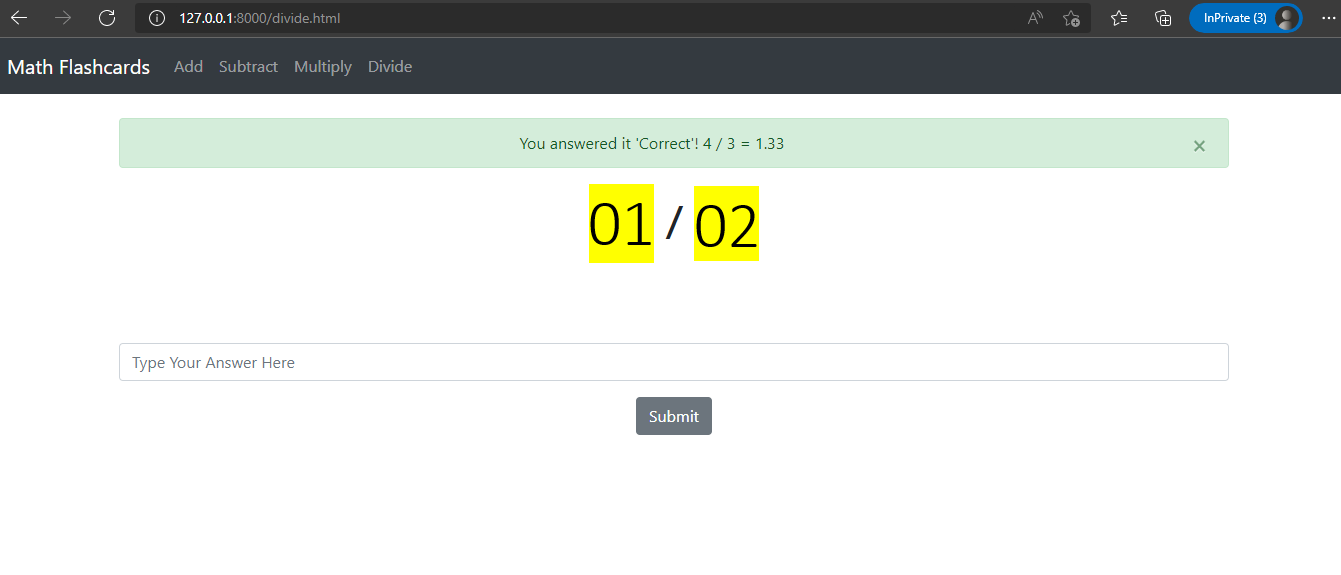 127.0.0.1:8000/divide.html
InPrivate (3)
Math Flashcards Add Subtract Multiply Divide
You answered it 'Correct'! 4 / 3 = 1.33 ×
01 / 02
Type Your Answer Here
Submit